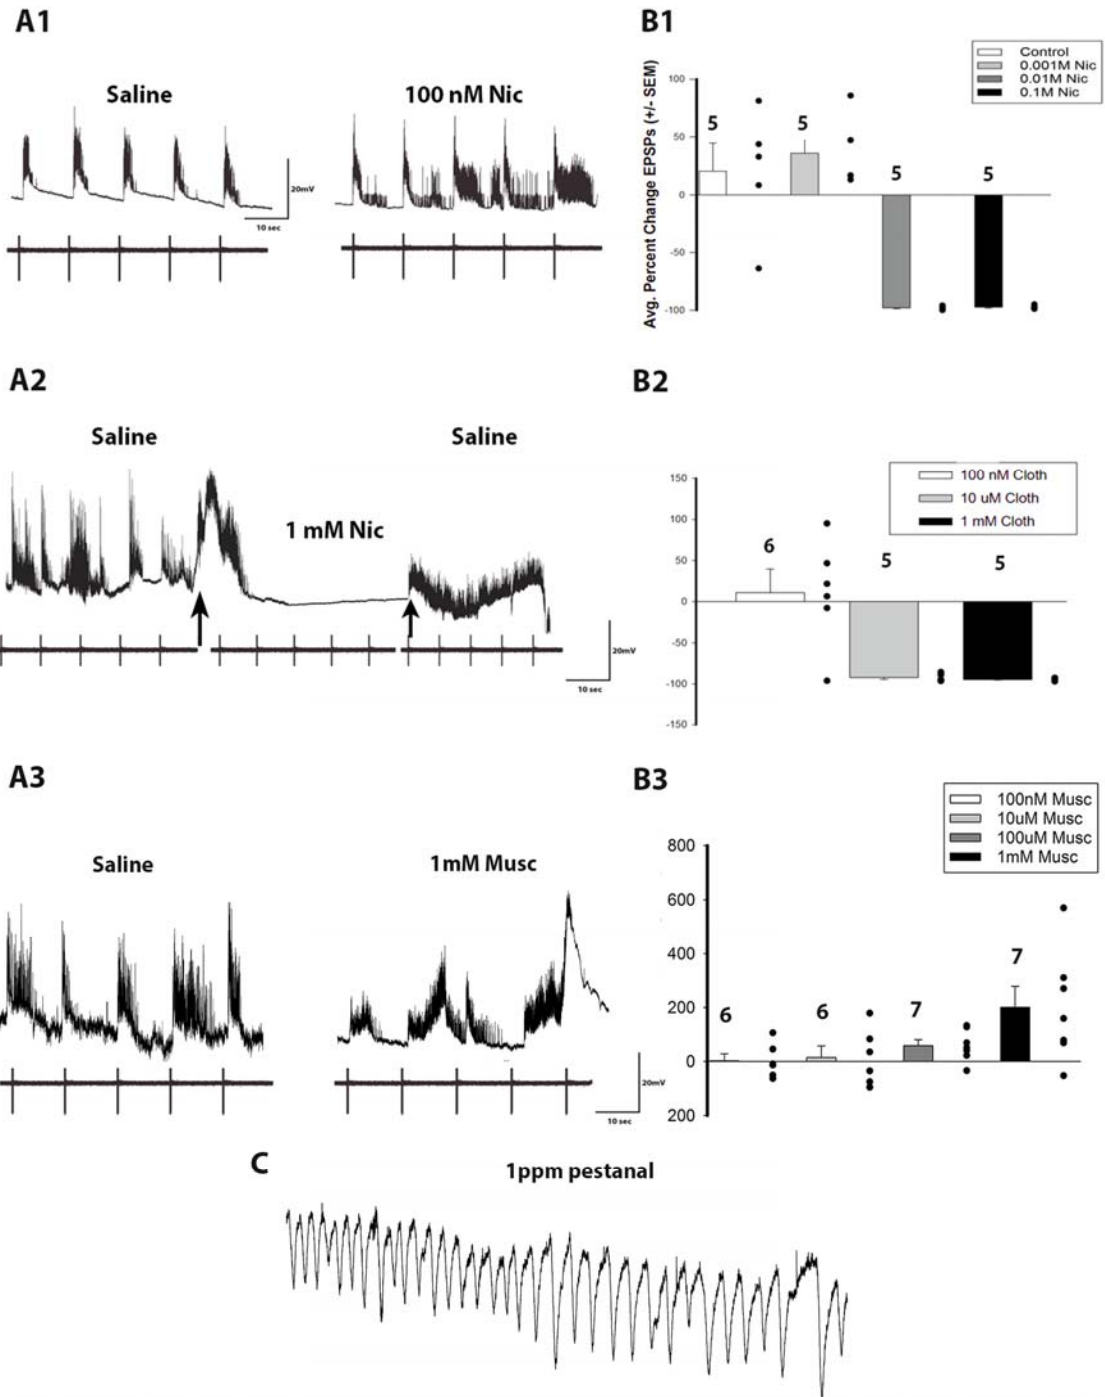 A1
Saline
100 nM Nic
20mV
10 sec
B1
Control
0.001M Nic
0.01M Nic
0.1M Nic
Avg. Percent Change EPSPs (+/- SEM)
100
50
0
-50
-100
5
5
5
5
A2
Saline
Saline
1 mM Nic
20mV
10 sec
B2
100 nM Cloth
10 uM Cloth
1 mM Cloth
150
100
50
0
-50
-100
-150
6
5
5
A3
Saline
1mM Musc
20mV
10 sec
B3
100nM Musc
10uM Musc
100uM Musc
1mM Musc
800
600
400
200
0
200
6
6
7
7
C
1ppm pestanal